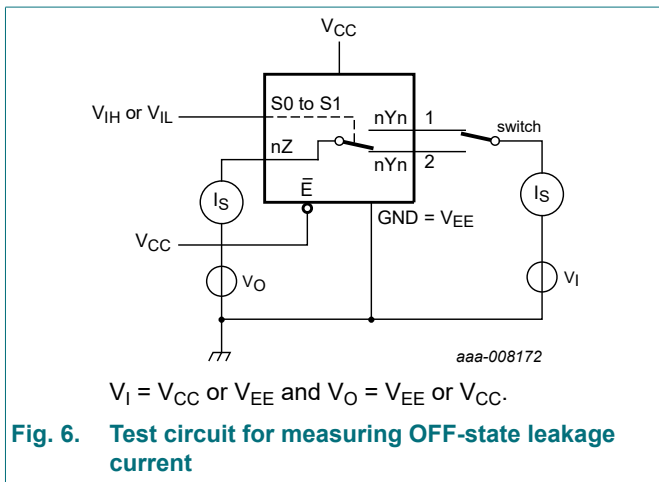 VCC
VIH or VIL
S0 to S1
nYn
1
switch
nZ
nYn
2
IS
E
IS
GND = VEE
VCC
VO
VI
aaa-008172
VI = VCC or VEE and VO = VEE or VCC.
Fig. 6. Test circuit for measuring OFF-state leakage
current